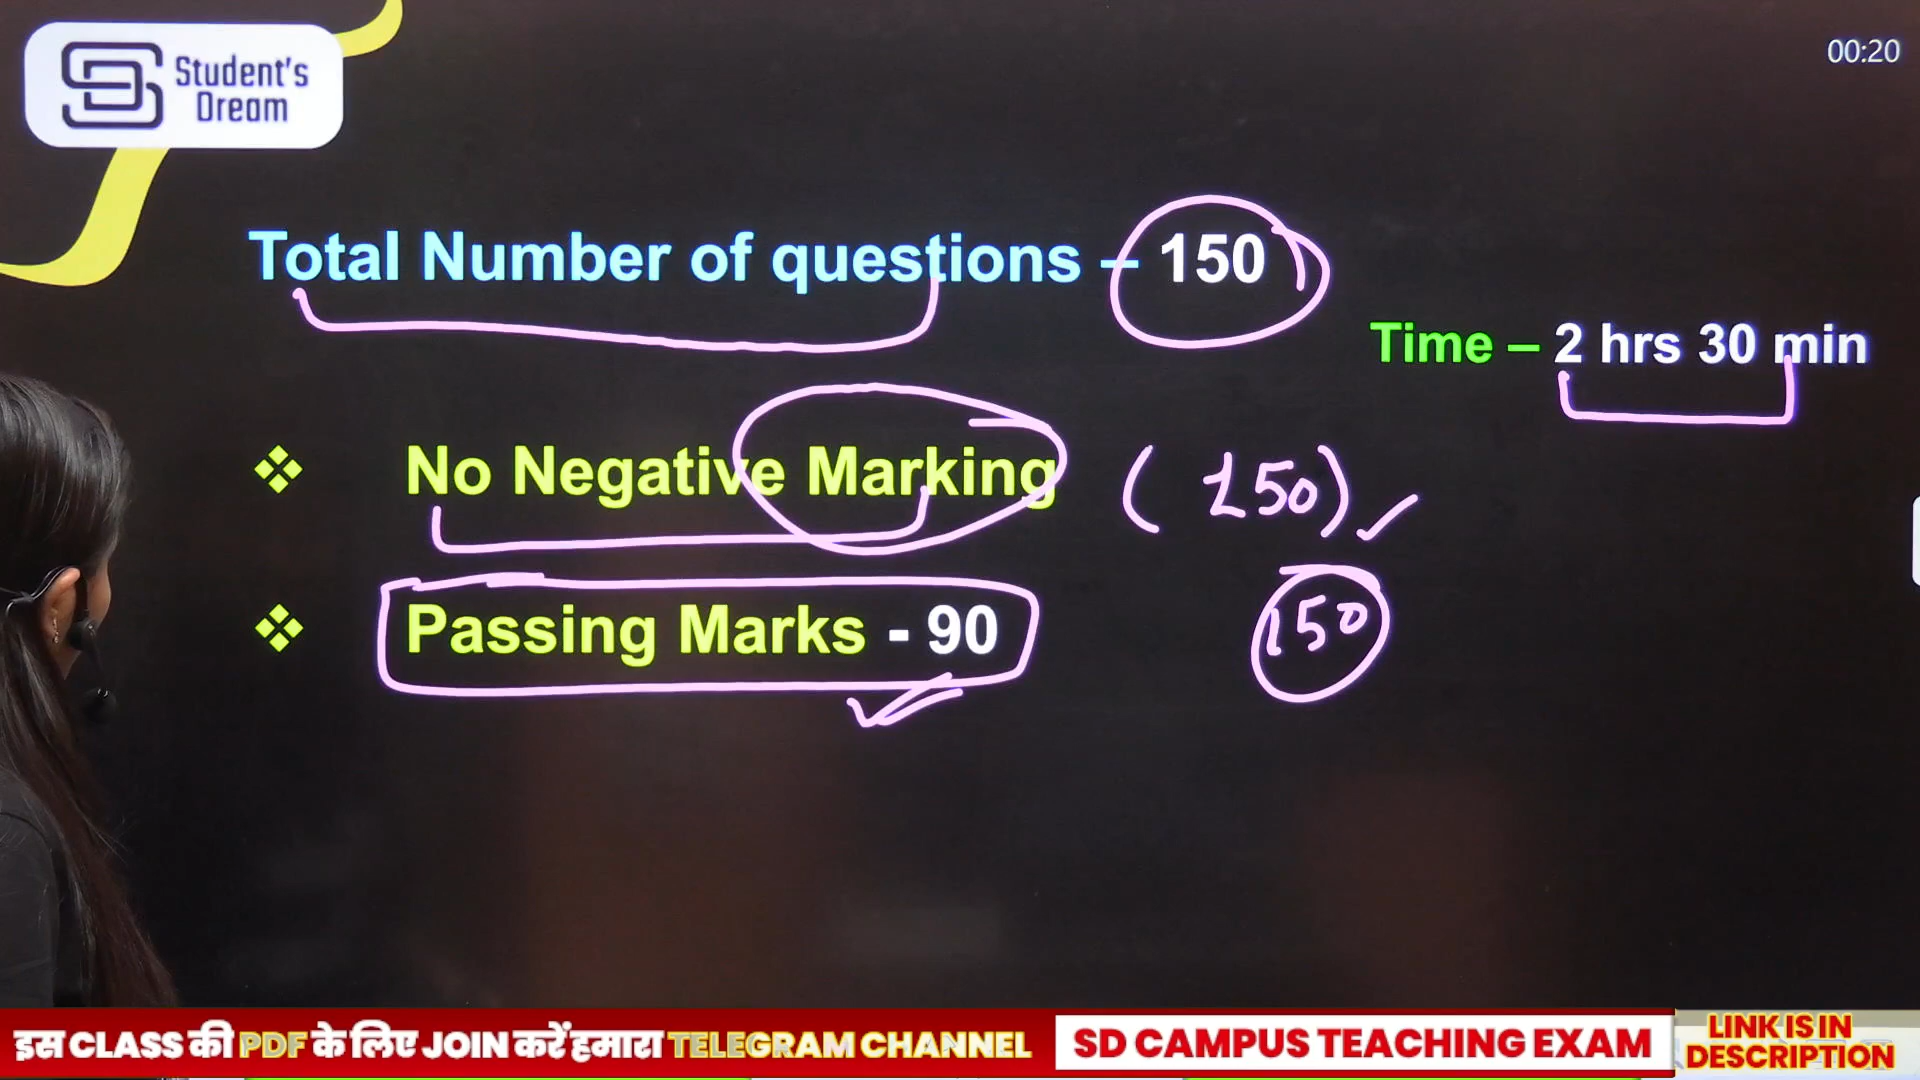 Student's
Dream
00:20
Total Number of questions – 150
Time – 2 hrs 30 min
No Negative Marking (150)
Passing Marks - 90
150
इस CLASS की PDF के लिए JOIN करें हमारा TELEGRAM CHANNEL
SD CAMPUS TEACHING EXAM
LINK IS IN
DESCRIPTION